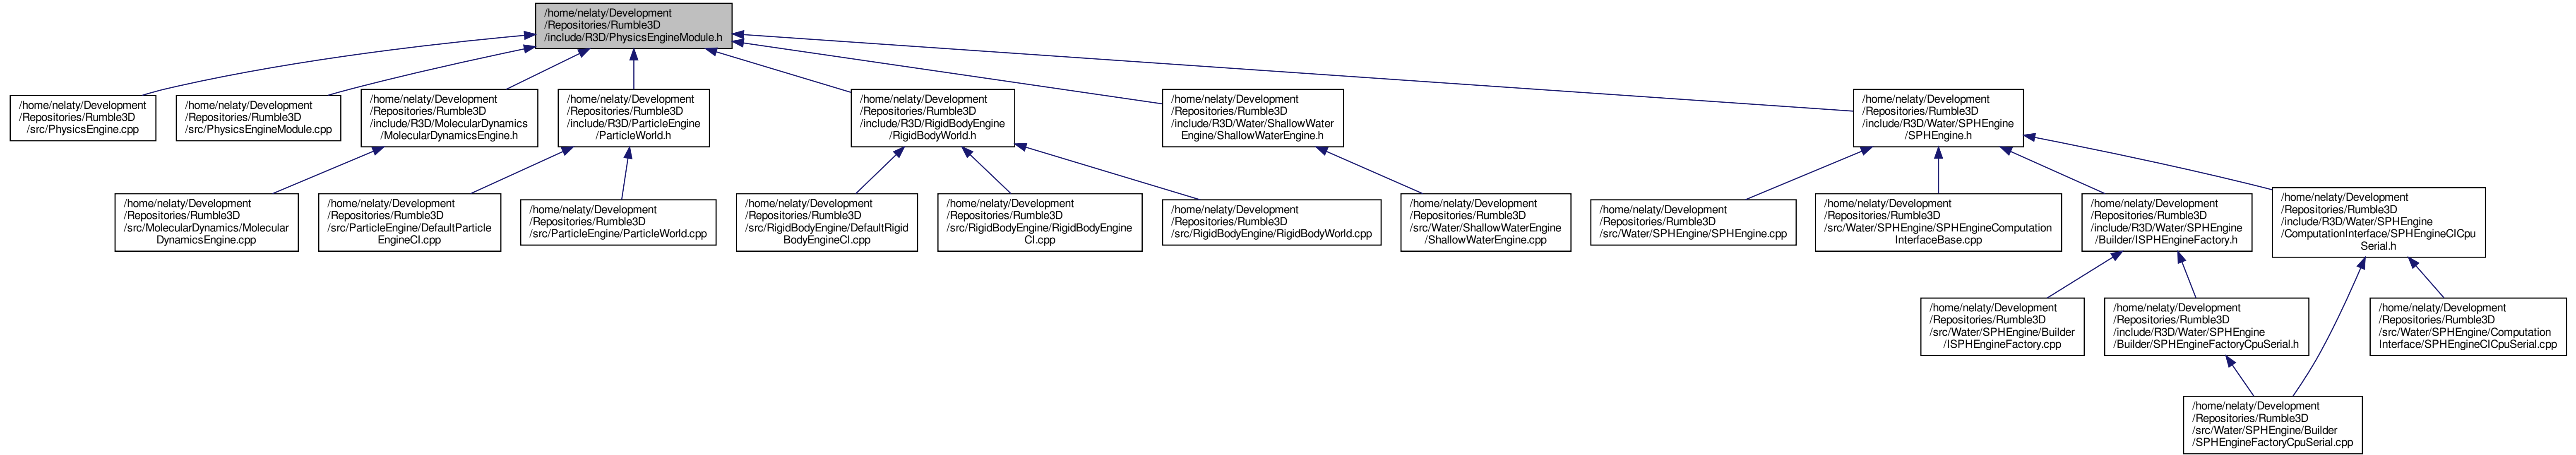 /home/nelaty/Development
/Repositories/Rumble3D
/include/R3D/PhysicsEngineModule.h
/home/nelaty/Development
/Repositories/Rumble3D
/src/PhysicsEngine.cpp
/home/nelaty/Development
/Repositories/Rumble3D
/src/PhysicsEngineModule.cpp
/home/nelaty/Development
/Repositories/Rumble3D
/include/R3D/MolecularDynamics
/MolecularDynamicsEngine.h
/home/nelaty/Development
/Repositories/Rumble3D
/include/R3D/ParticleEngine
/ParticleWorld.h
/home/nelaty/Development
/Repositories/Rumble3D
/include/R3D/RigidBodyEngine
/RigidBodyWorld.h
/home/nelaty/Development
/Repositories/Rumble3D
/include/R3D/Water/ShallowWater
Engine/ShallowWaterEngine.h
/home/nelaty/Development
/Repositories/Rumble3D
/include/R3D/Water/SPHEngine
/SPHEngine.h
/home/nelaty/Development
/Repositories/Rumble3D
/src/MolecularDynamics/Molecular
DynamicsEngine.cpp
/home/nelaty/Development
/Repositories/Rumble3D
/src/ParticleEngine/DefaultParticle
EngineCI.cpp
/home/nelaty/Development
/Repositories/Rumble3D
/src/ParticleEngine/ParticleWorld.cpp
/home/nelaty/Development
/Repositories/Rumble3D
/src/RigidBodyEngine/DefaultRigid
BodyEngineCI.cpp
/home/nelaty/Development
/Repositories/Rumble3D
/src/RigidBodyEngine/RigidBodyEngine
CI.cpp
/home/nelaty/Development
/Repositories/Rumble3D
/src/RigidBodyEngine/RigidBodyWorld.cpp
/home/nelaty/Development
/Repositories/Rumble3D
/src/Water/ShallowWaterEngine
/ShallowWaterEngine.cpp
/home/nelaty/Development
/Repositories/Rumble3D
/src/Water/SPHEngine/SPHEngine.cpp
/home/nelaty/Development
/Repositories/Rumble3D
/src/Water/SPHEngine/SPHEngineComputation
InterfaceBase.cpp
/home/nelaty/Development
/Repositories/Rumble3D
/include/R3D/Water/SPHEngine
/Builder/ISPHEngineFactory.h
/home/nelaty/Development
/Repositories/Rumble3D
/include/R3D/Water/SPHEngine
/ComputationInterface/SPHEngineCICpu
Serial.h
/home/nelaty/Development
/Repositories/Rumble3D
/src/Water/SPHEngine/Builder
/ISPHEngineFactory.cpp
/home/nelaty/Development
/Repositories/Rumble3D
/include/R3D/Water/SPHEngine
/Builder/SPHEngineFactoryCpuSerial.h
/home/nelaty/Development
/Repositories/Rumble3D
/src/Water/SPHEngine/Computation
Interface/SPHEngineCICpuSerial.cpp
/home/nelaty/Development
/Repositories/Rumble3D
/src/Water/SPHEngine/Builder
/SPHEngineFactoryCpuSerial.cpp